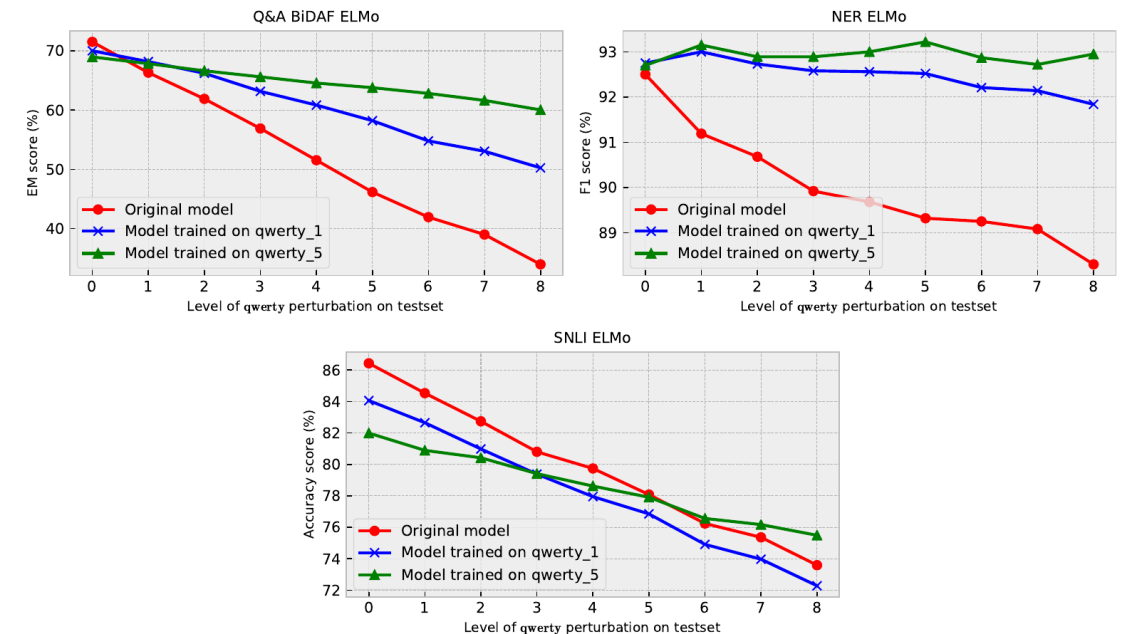 Q&A BiDAF ELMo
EM score (%)
70
60
50
40
Original model
Model trained on qwerty_1
Model trained on qwerty_5
0 1 2 3 4 5 6 7 8
Level of qwerty perturbation on testset
NER ELMo
F1 score (%)
93
92
91
90
89
Original model
Model trained on qwerty_1
Model trained on qwerty_5
0 1 2 3 4 5 6 7 8
Level of qwerty perturbation on testset
SNLI ELMo
Accuracy score (%)
86
84
82
80
78
76
74
72
Original model
Model trained on qwerty_1
Model trained on qwerty_5
0 1 2 3 4 5 6 7 8
Level of qwerty perturbation on testset